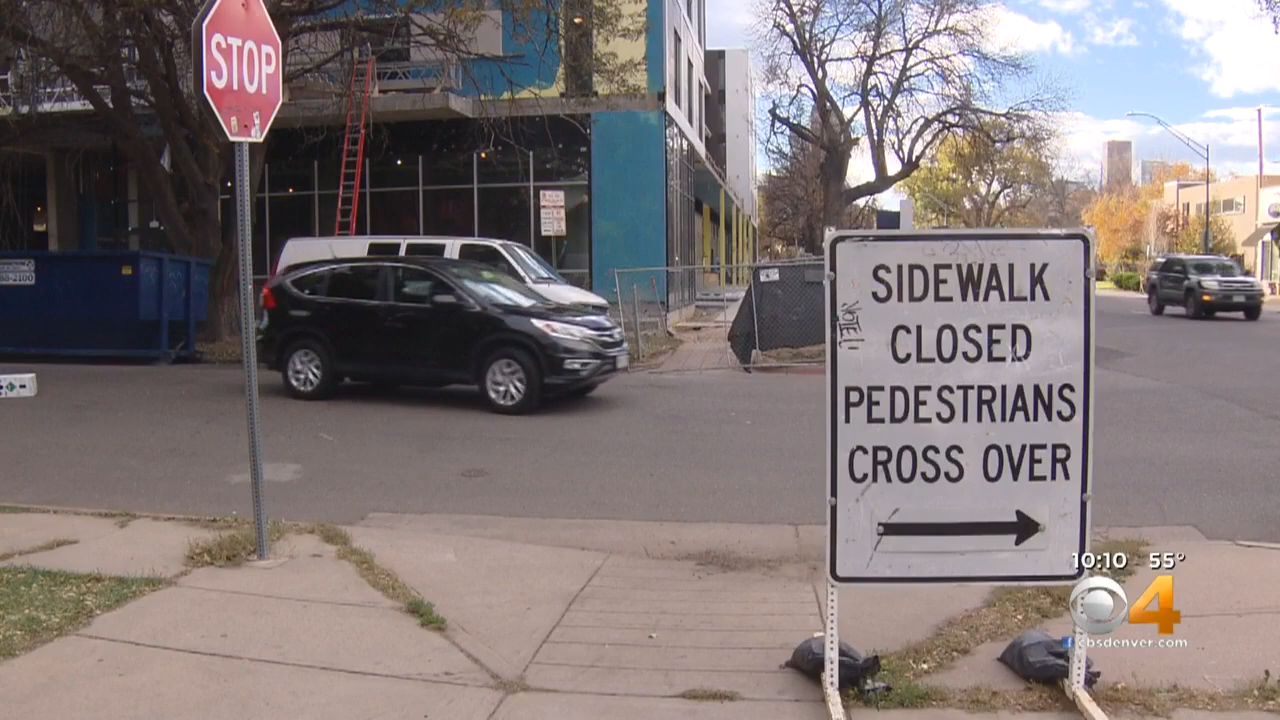 STOP
SIDEWALK
CLOSED
PEDESTRIANS
CROSS OVER
10:10 55°
4
cbsdenver.com